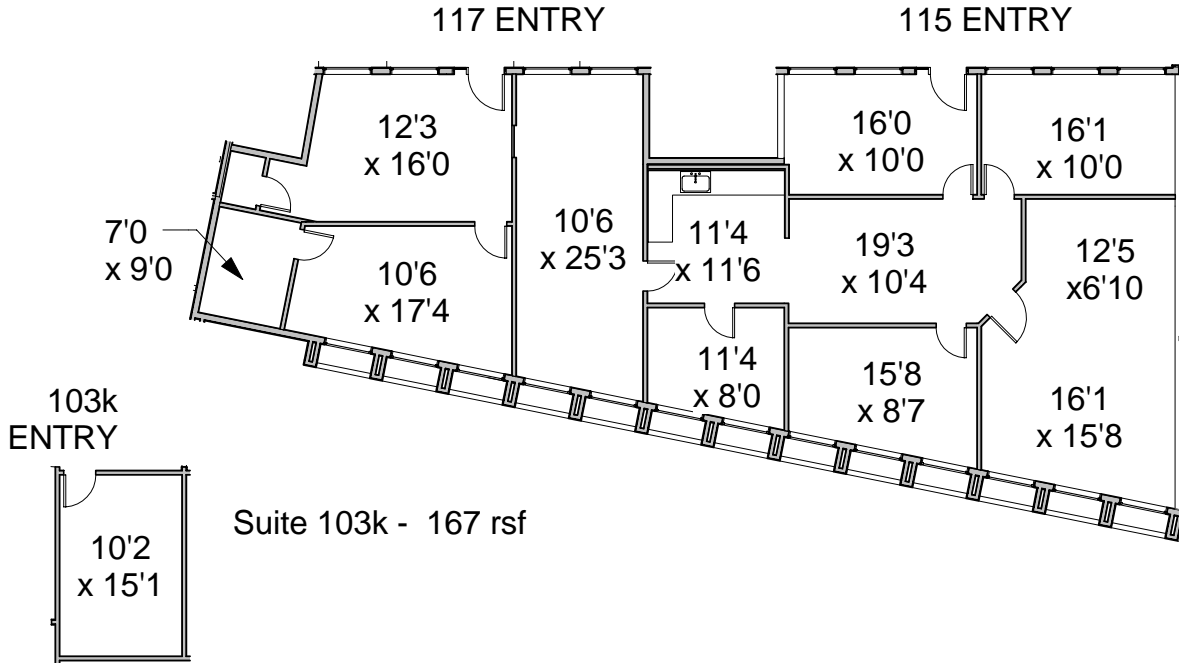 117 ENTRY
115 ENTRY
12'3
x 16'0
16'0
x 10'0
16'1
x 10'0
7'0
x 9'0
10'6
x 17'4
10'6
x 25'3
11'4
x 11'6
19'3
x 10'4
12'5
x6'10
11'4
x 8'0
15'8
x 8'7
16'1
x 15'8
103k
ENTRY
10'2
x 15'1
Suite 103k - 167 rsf